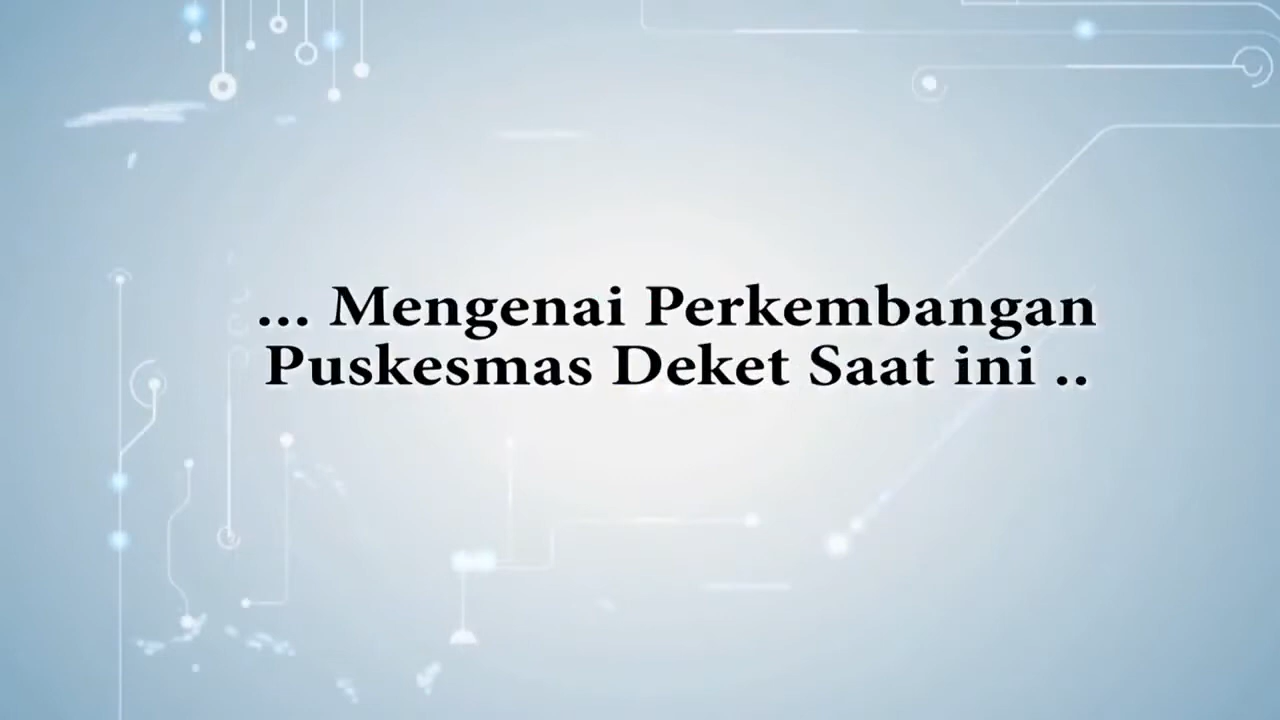 ... Mengenai Perkembangan
Puskesmas Deket Saat ini ..